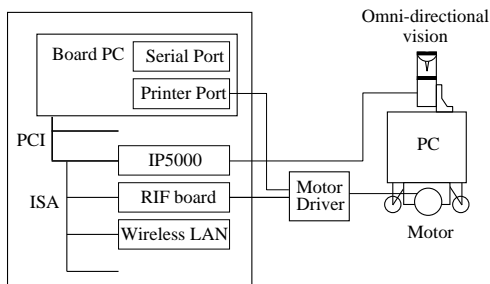 Omni-directional
vision
Board PC
Serial Port
Printer Port
PCI
IP5000
PC
ISA
RIF board
Motor
Driver
Wireless LAN
Motor